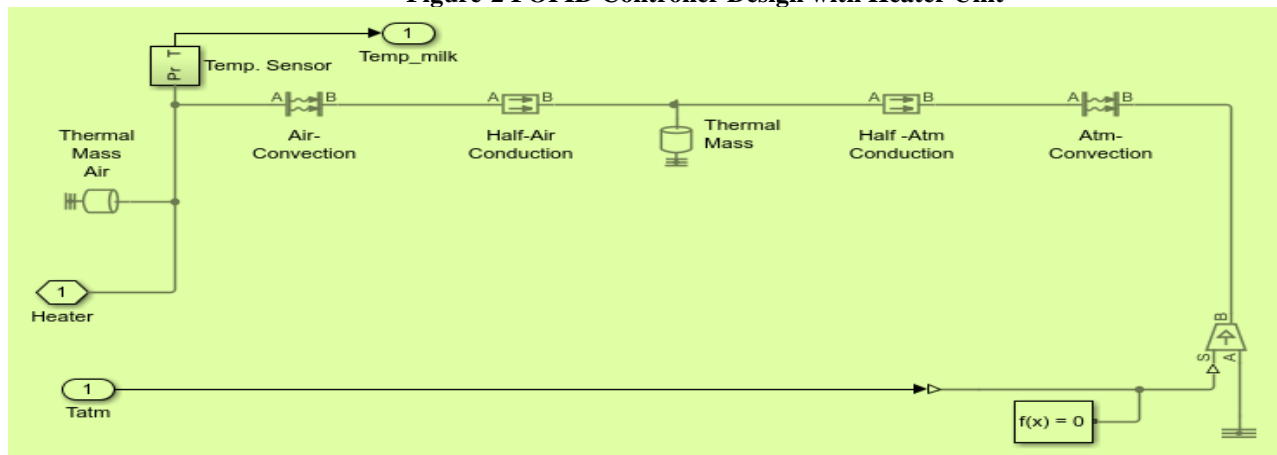 Figure-2 FOPID Controller Design with Heater Unit
1
Temp_milk
Pr T
Temp. Sensor
A B
Air-
Convection
A B
Half-Air
Conduction
Thermal
Mass
A B
Half -Atm
Conduction
A B
Atm-
Convection
Thermal
Mass
Air
1
Heater
B
S A
1
Tatm
f(x) = 0